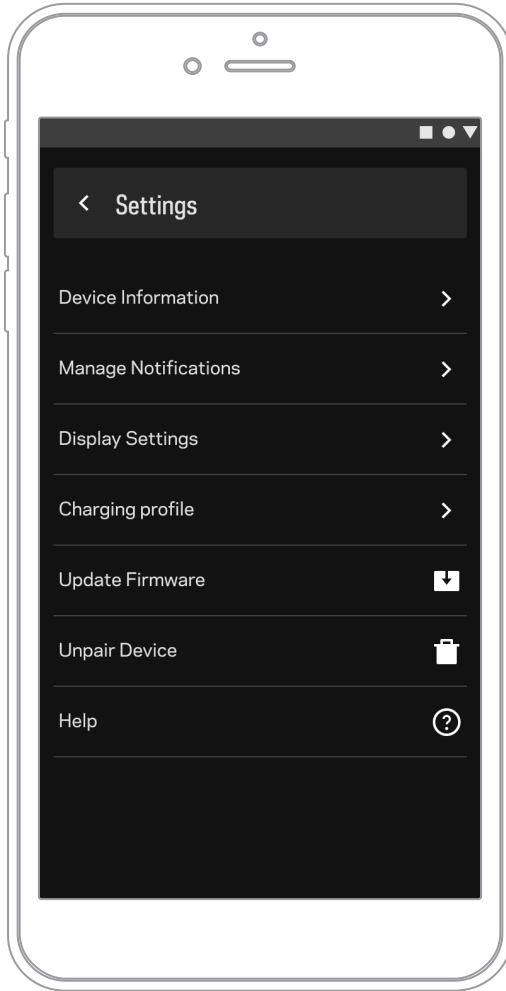 Settings
Device Information
Manage Notifications
Display Settings
Charging profile
Update Firmware
Unpair Device
Help